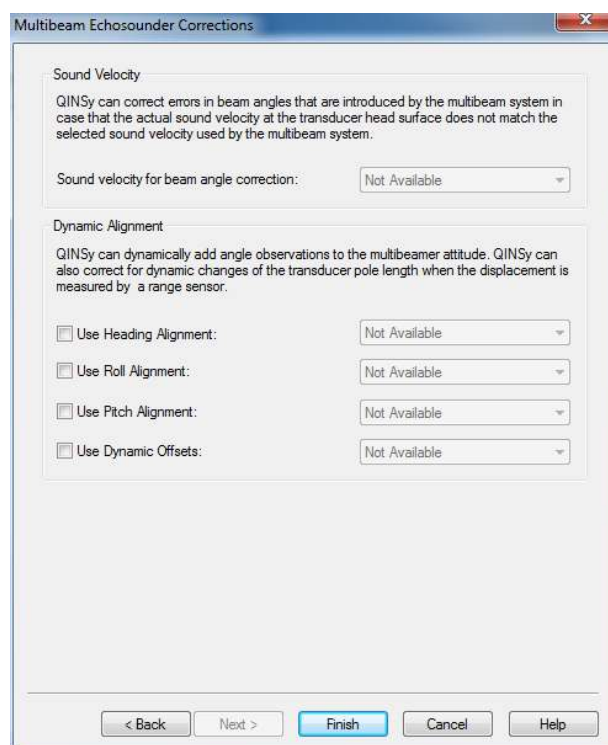 Multibeam Echosounder Corrections
Sound Velocity
QINSy can correct errors in beam angles that are introduced by the multibeam system in
case that the actual sound velocity at the transducer head surface does not match the
selected sound velocity used by the multibeam system.
Sound velocity for beam angle correction: Not Available
Dynamic Alignment
QINSy can dynamically add angle observations to the multibeamer attitude. QINSy can
also correct for dynamic changes of the transducer pole length when the displacement is
measured by a range sensor.
Use Heading Alignment: Not Available
Use Roll Alignment: Not Available
Use Pitch Alignment: Not Available
Use Dynamic Offsets: Not Available
< Back Next > Finish Cancel Help